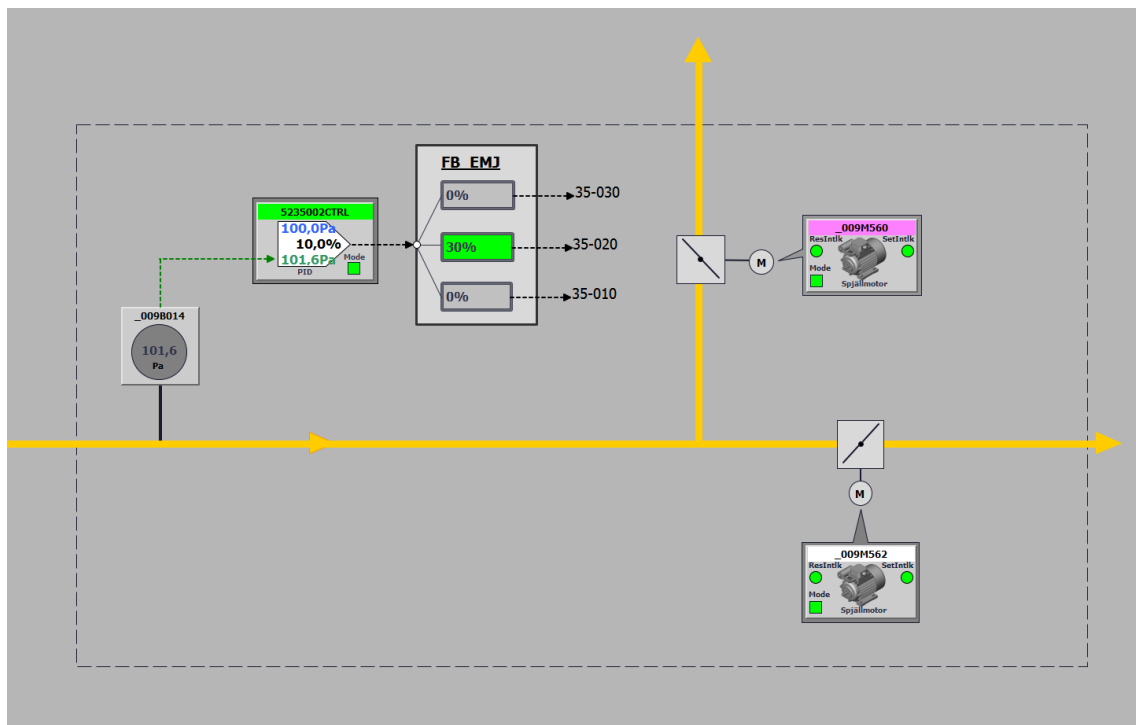 FB_EMJ
0%
35-030
5235002CTRL
100,0Pa
10,0%
101,6Pa
Mode
PID
30%
35-020
0%
35-010
_009B014
101,6
Pa
_009M560
ResIntlk
SetIntlk
Mode
Spjällmotor
M
M
_009M562
ResIntlk
SetIntlk
Mode
Spjällmotor